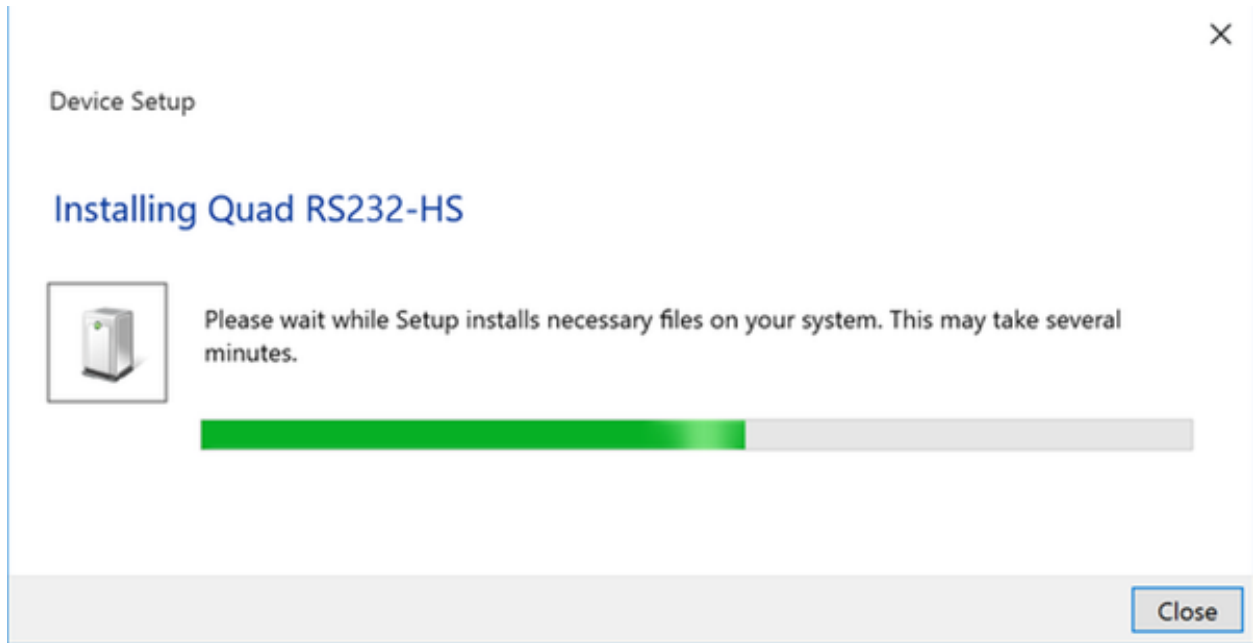 Device Setup
Installing Quad RS232-HS
Please wait while Setup installs necessary files on your system. This may take several
minutes.
Close